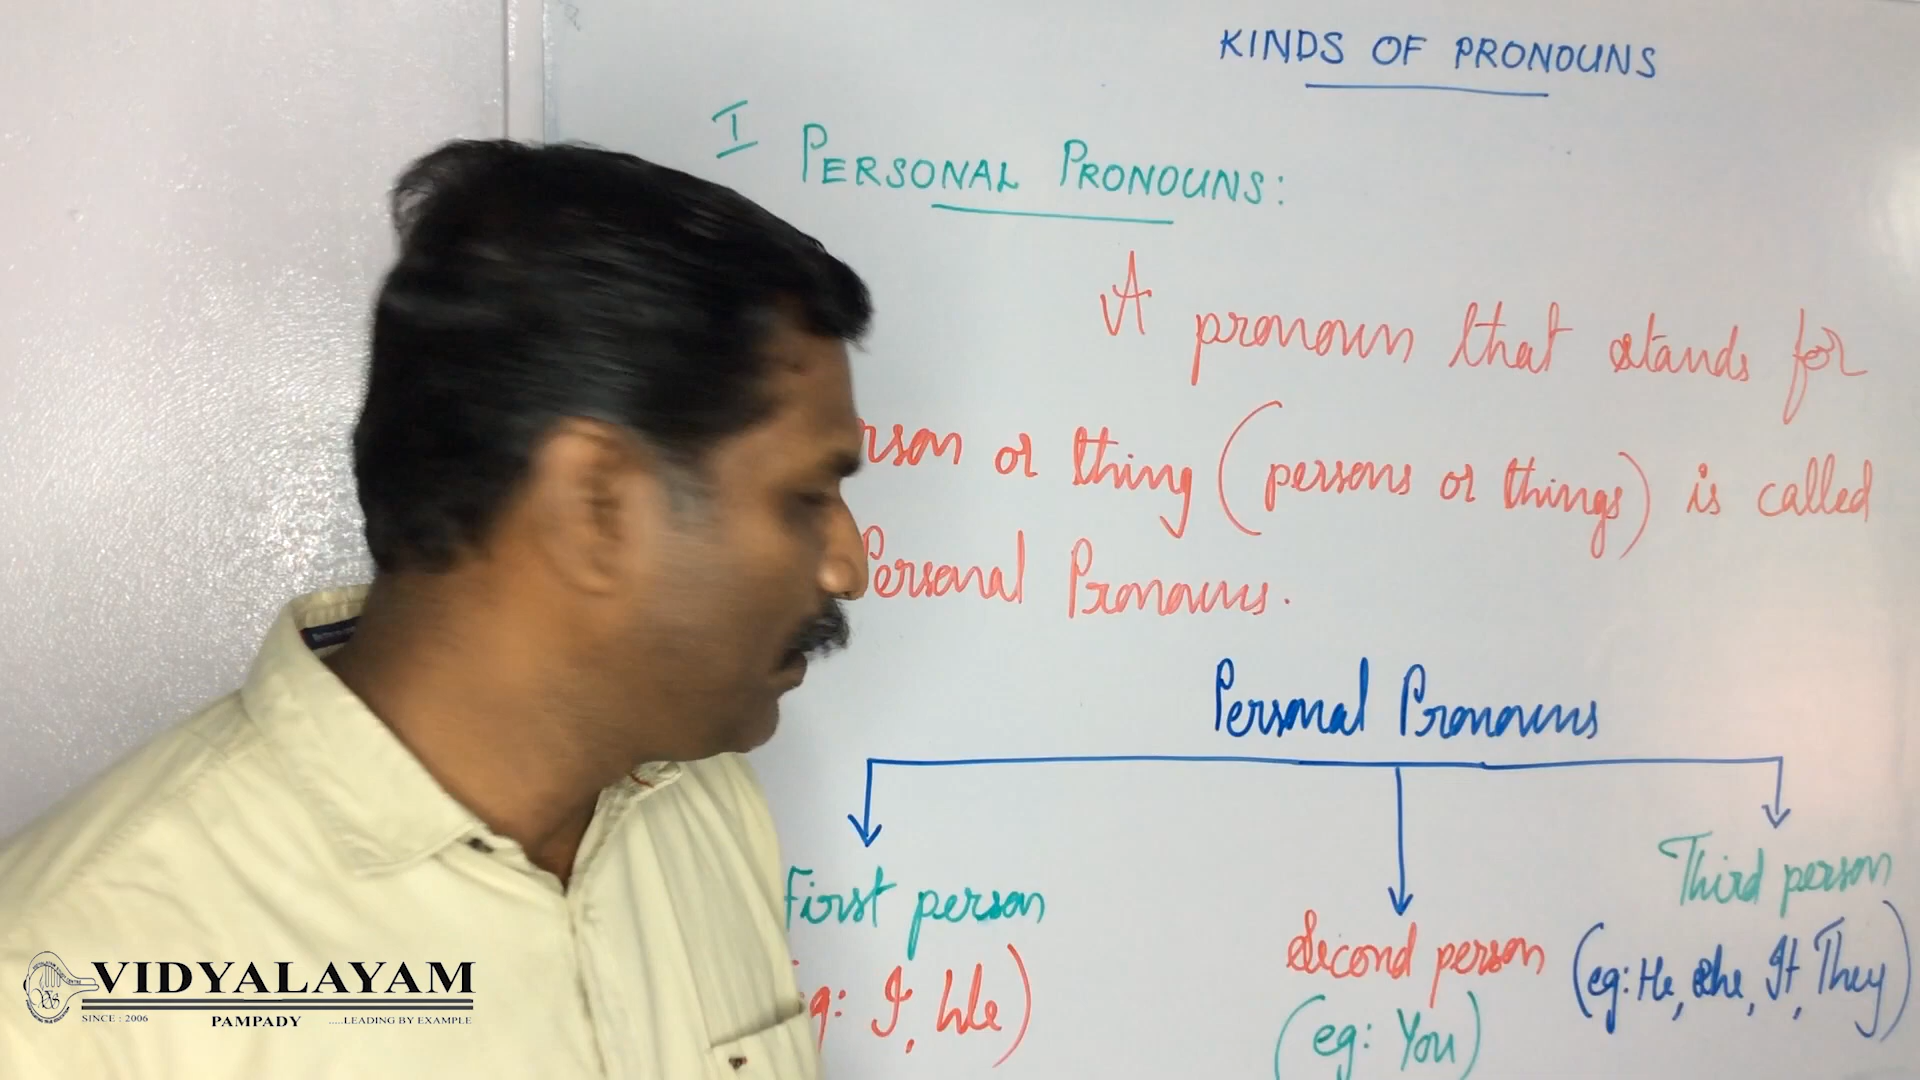 KINDS OF PRONOUNS
I PERSONAL PRONOUNS:
A pronoun that stands for
rson or thing (persons or things) is called
Personal Pronouns.
Personal Pronouns
First person
Second person
Third person
g: I, We)
(eg: You)
(eg: He, She, It, They)
VIDYALAYAM
SINCE : 2006
PAMPADY
.....LEADING BY EXAMPLE